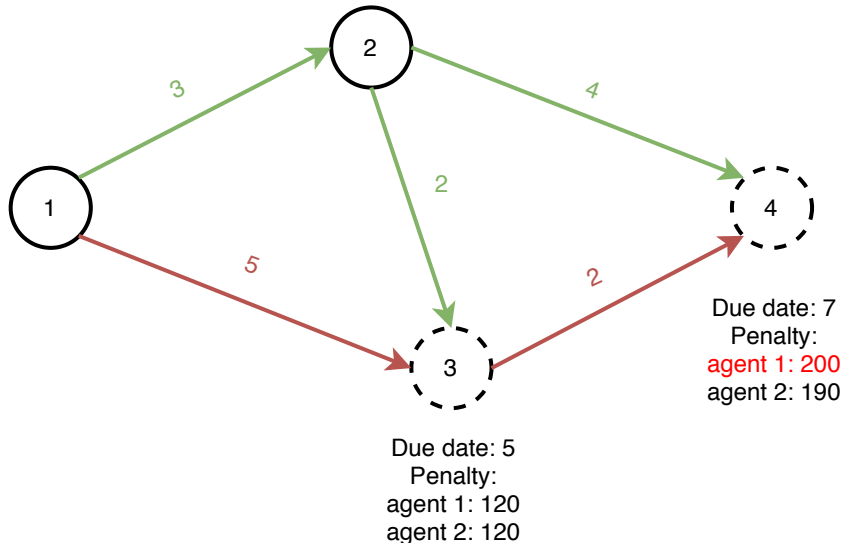 2
3
4
2
1
4
5
2
3
Due date: 7
Penalty:
agent 1: 200
agent 2: 190
Due date: 5
Penalty:
agent 1: 120
agent 2: 120